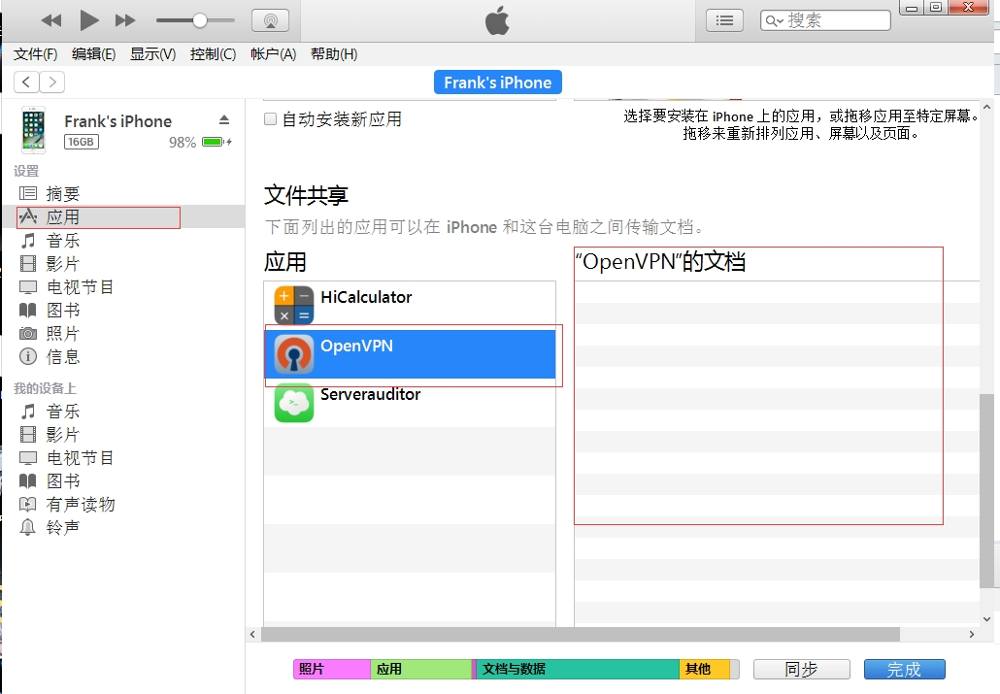 搜索
文件(F) 编辑(E) 显示(V) 控制(C) 帐户(A) 帮助(H)
Frank's iPhone
Frank's iPhone
16GB 98%
设置
摘要
应用
音乐
影片
电视节目
图书
照片
信息
我的设备上
音乐
影片
电视节目
图书
有声读物
铃声
自动安装新应用
选择要安装在 iPhone 上的应用，或拖移应用至特定屏幕。
拖移来重新排列应用、屏幕以及页面。
文件共享
下面列出的应用可以在 iPhone 和这台电脑之间传输文档。
应用
HiCalculator
OpenVPN
Serverauditor
“OpenVPN”的文档
照片 应用 文档与数据 其他 同步 完成